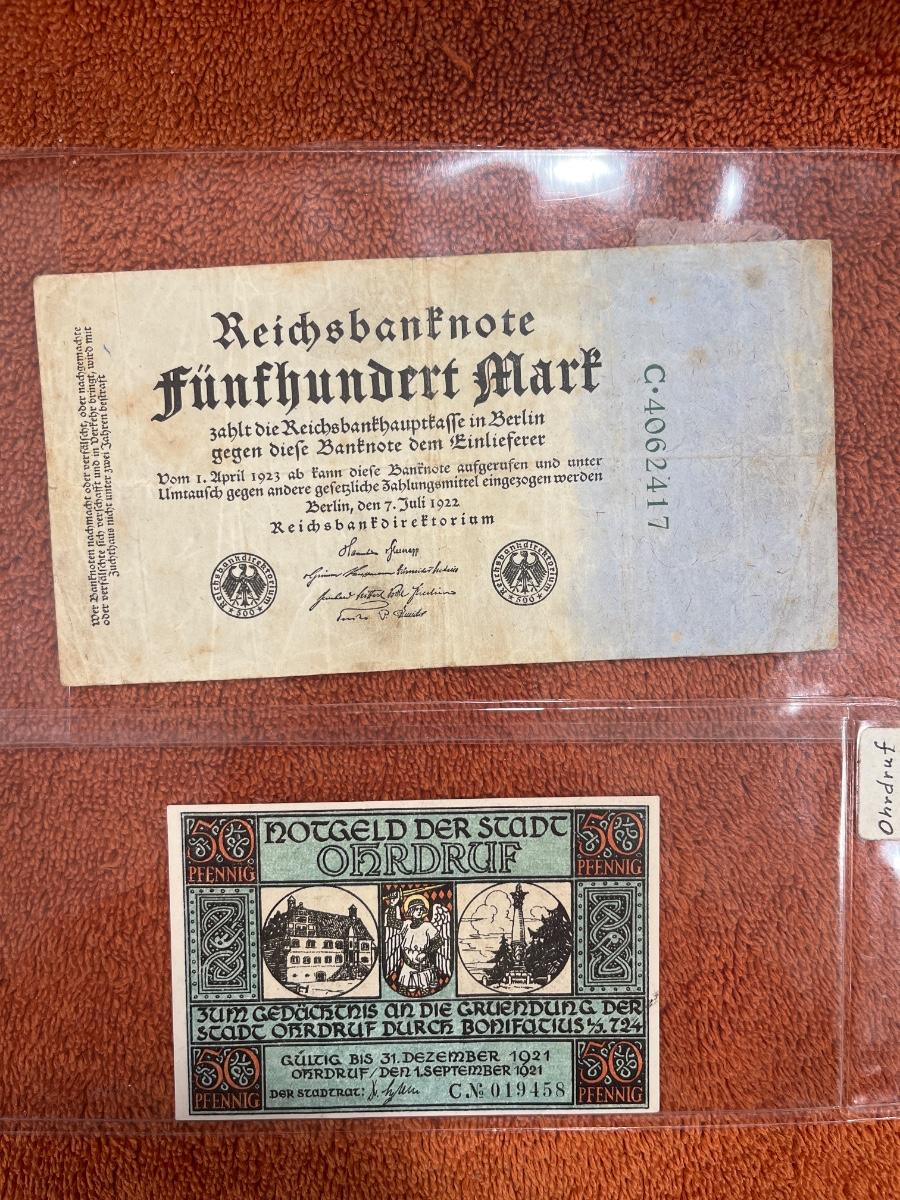 Reichsbanknote
Fünfhundert Mark
zahlt die Reichsbankhauptkasse in Berlin
gegen diese Banknote dem Einlieferer
Vom 1. April 1923 ab kann diese Banknote aufgerufen und unter
Umtausch gegen andere gesetzliche Zahlungsmittel eingezogen werden
Berlin, den 7. Juli 1922
Reichsbankdirektorium
Reichsbankdirektorium
500
Reichsbankdirektorium
500
Wer Banknoten nachmacht oder verfälscht, oder nachgemachte
oder verfälschte sich verschafft und in Verkehr bringt, wird mit
Zuchthaus nicht unter zwei Jahren bestraft
C·4062417
Ohrdruf
50
PFENNIG
NOTGELD DER STADT
OHRDRUF
50
PFENNIG
ZUM GEDÄCHTNIS AN DIE GRUENDUNG DER
STADT OHRDRUF DURCH BONIFATIUS 724
50
PFENNIG
GÜLTIG BIS 31. DEZEMBER 1921
OHRDRUF, DEN 1. SEPTEMBER 1921
DER STADTRAT:
C.№ 019458
50
PFENNIG